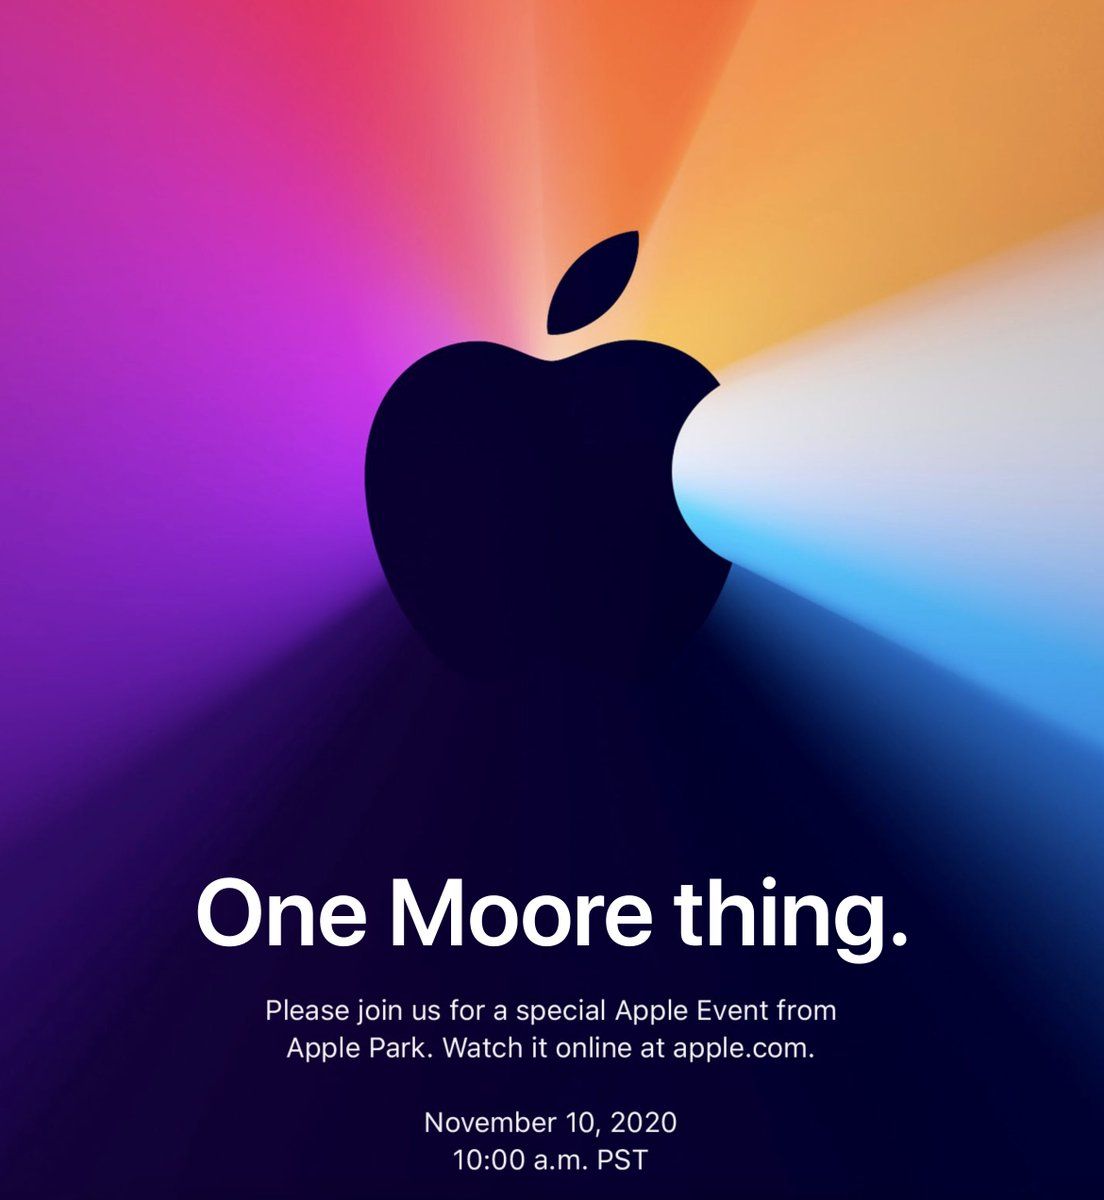 One Moore thing.
Please join us for a special Apple Event from
Apple Park. Watch it online at apple.com.
November 10, 2020
10:00 a.m. PST